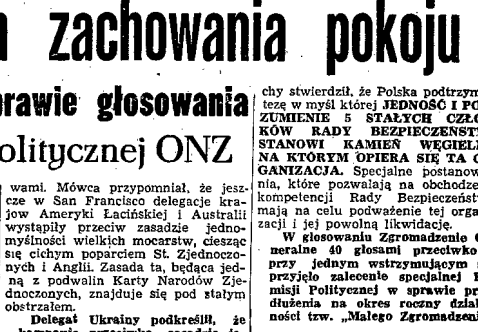 zachowania pokoju
prawie głosowania
olitycznej ONZ
wami. Mówca przypomniał, że jesz-
cze w San Francisco delegacje kra-
jow Ameryki Łacińskiej i Australii
wystąpiły przeciw zasadzie jedno-
myślności wielkich mocarstw, ciesząc
się cichym poparciem St. Zjednoczo-
nych i Anglii. Zasada ta, będąca jed-
ną z podwalin Karty Narodów Zje-
dnoczonych, znajduje się pod stałym
obstrzałem.
Delegat Ukrainy podkreślił, że
chy stwierdził, że Polska podtrzym
tezę w myśl której JEDNOŚĆ I PO
ZUMIENIE 5 STAŁYCH CZŁO
KÓW RADY BEZPIECZEŃST
STANOWI KAMIEŃ WĘGIEL
NA KTÓRYM OPIERA SIĘ TA O
GANIZACJA. Specjalne postanow
nia, które pozwalają na obchodze
kompetencji Rady Bezpieczeńst
mają na celu podważenie tej orga
zacji i jej powolną likwidację.
W głosowaniu Zgromadzenie G
neralne 40 głosami przeciwko
przy jednym wstrzymującym
przyjęło zalecenie specjalnej K
misji Politycznej w sprawie prz
dłużenia na okres roczny dział
ności tzw. „Małego Zgromadzen